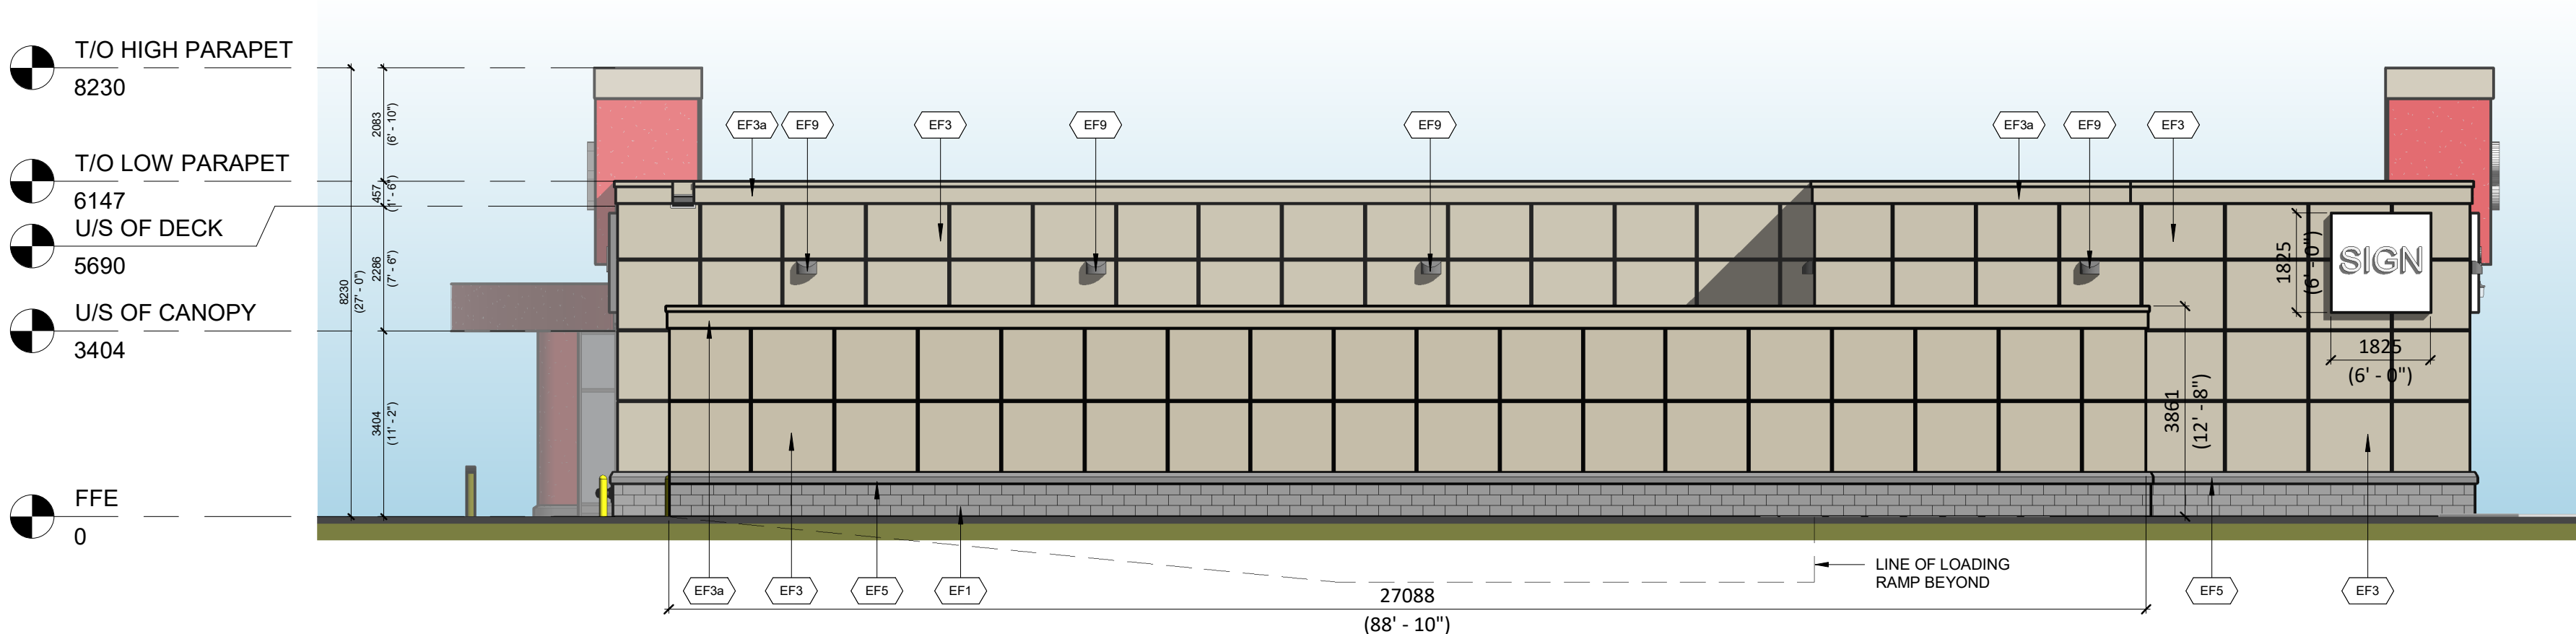 T/O HIGH PARAPET
8230
T/O LOW PARAPET
6147
U/S OF DECK
5690
U/S OF CANOPY
3404
FFE
0
8230
(27' - 0")
2083
(6' - 10")
457
(1' - 6")
2286
(7' - 6")
3404
(11' - 2")
EF3a
EF9
EF3
EF9
EF9
EF3a
EF9
EF3
SIGN
1825
(6' - 0")
1825
(6' - 0")
3861
(12' - 8")
LINE OF LOADING
RAMP BEYOND
EF3a
EF3
EF5
EF1
EF5
EF3
27088
(88' - 10")